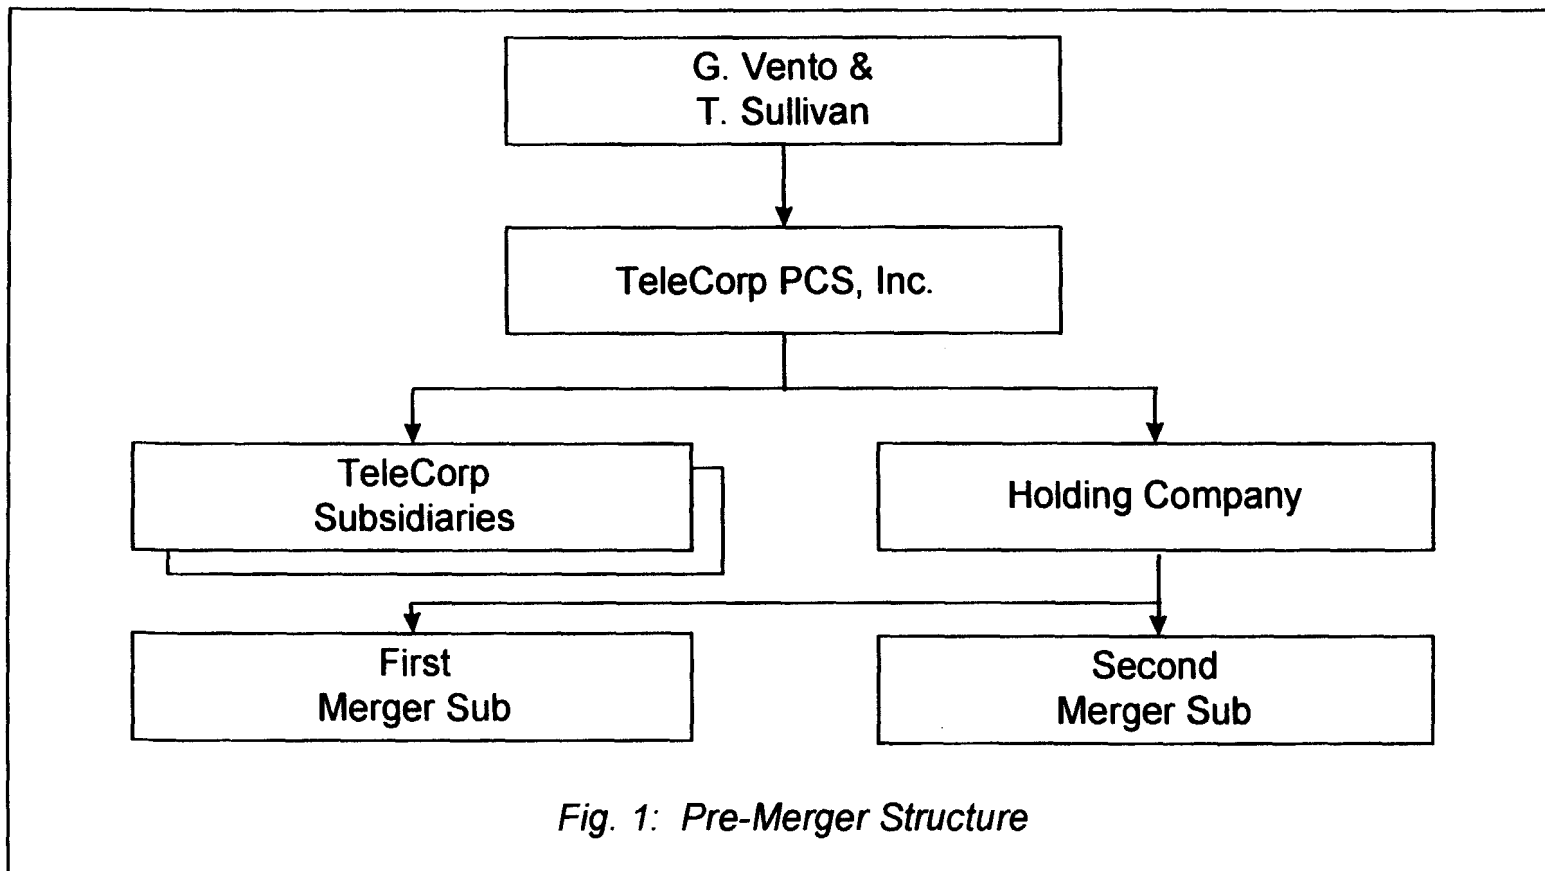 G. Vento &
T. Sullivan
TeleCorp PCS, Inc.
TeleCorp
Subsidiaries
Holding Company
First
Merger Sub
Second
Merger Sub
Fig. 1: Pre-Merger Structure